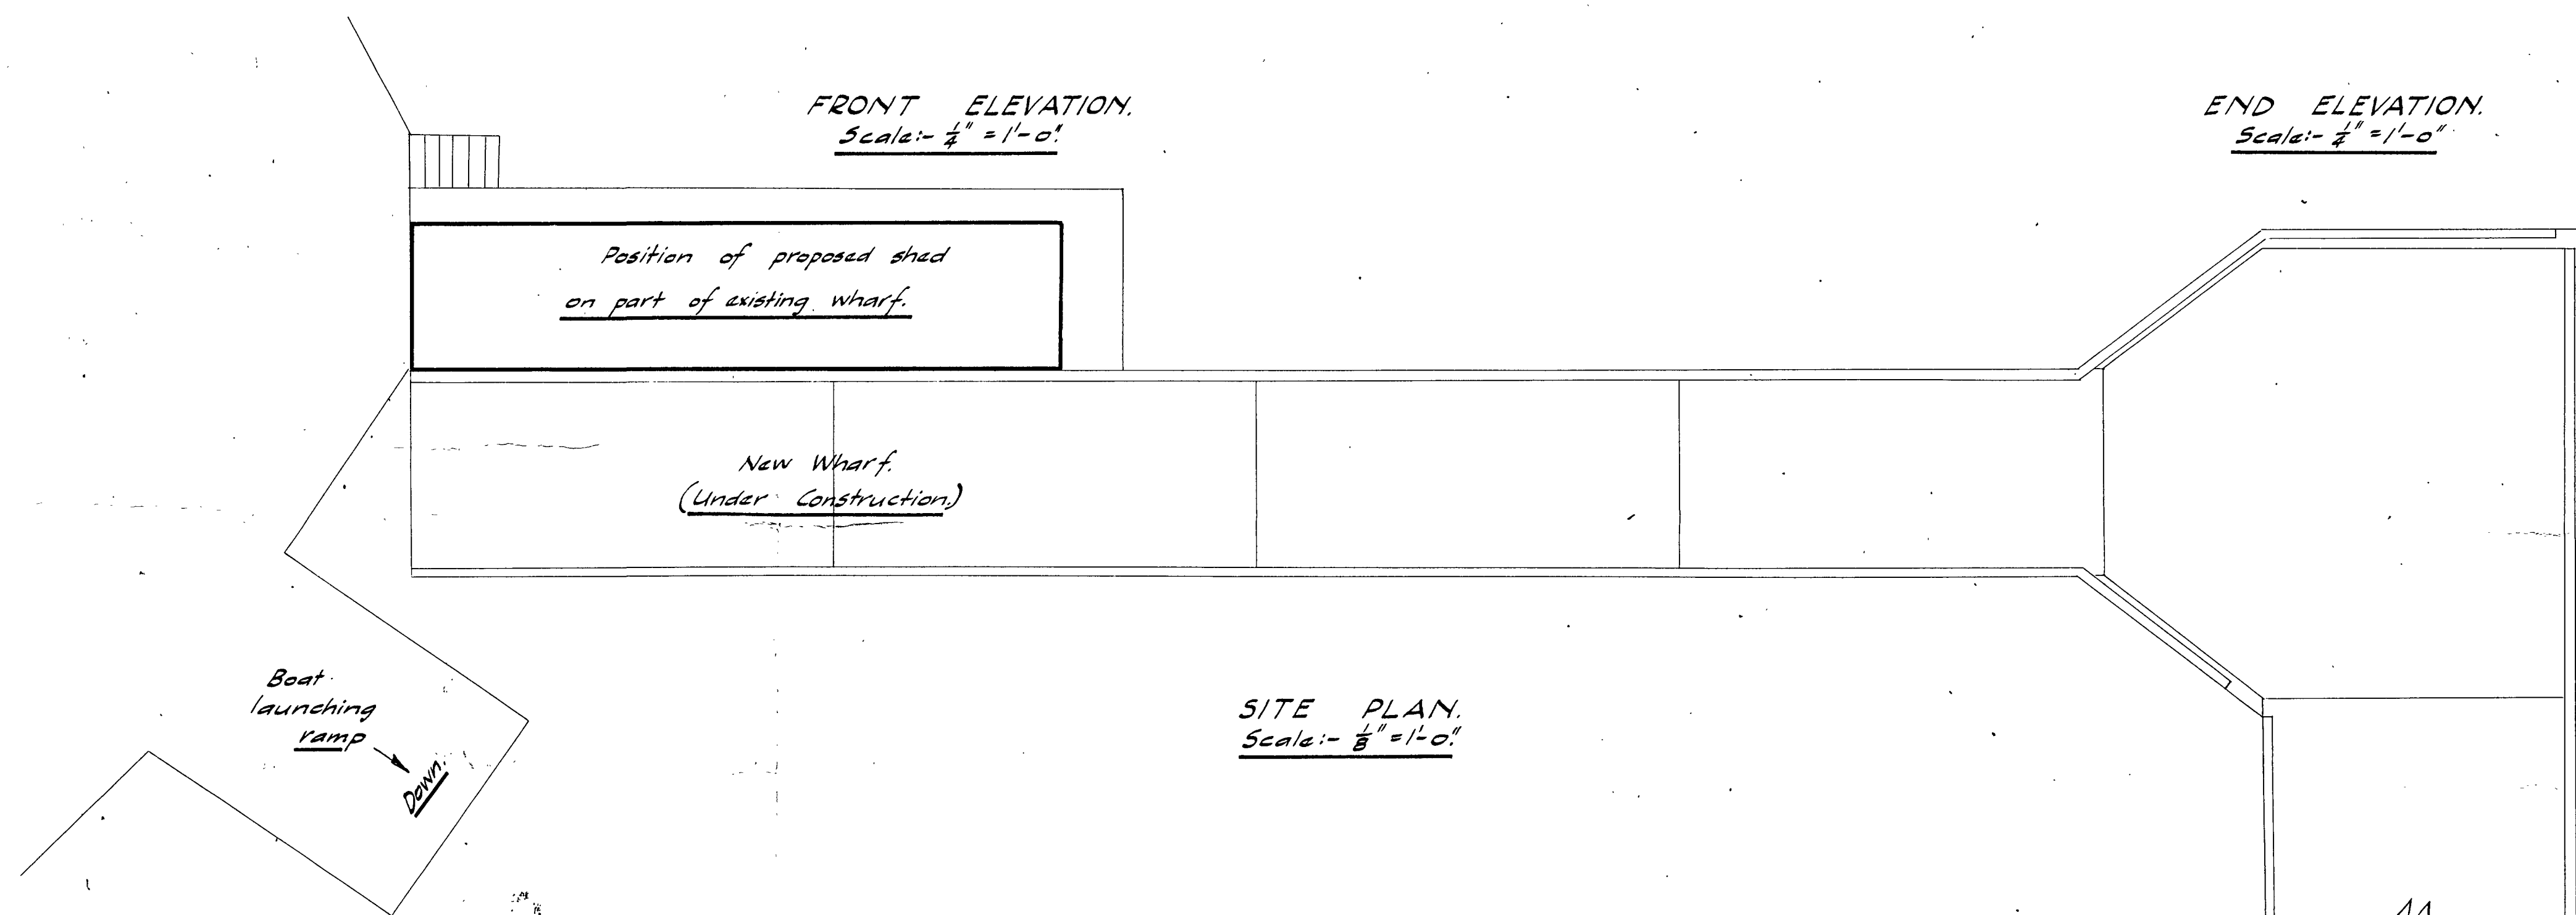 FRONT ELEVATION.
Scale:- 1/4" = 1'-0".
END ELEVATION.
Scale:- 1/4" = 1'-0".
Position of proposed shed
on part of existing wharf.
New Wharf.
(Under Construction.)
Boat
launching
ramp
Down.
SITE PLAN.
Scale:- 1/8" = 1'-0".